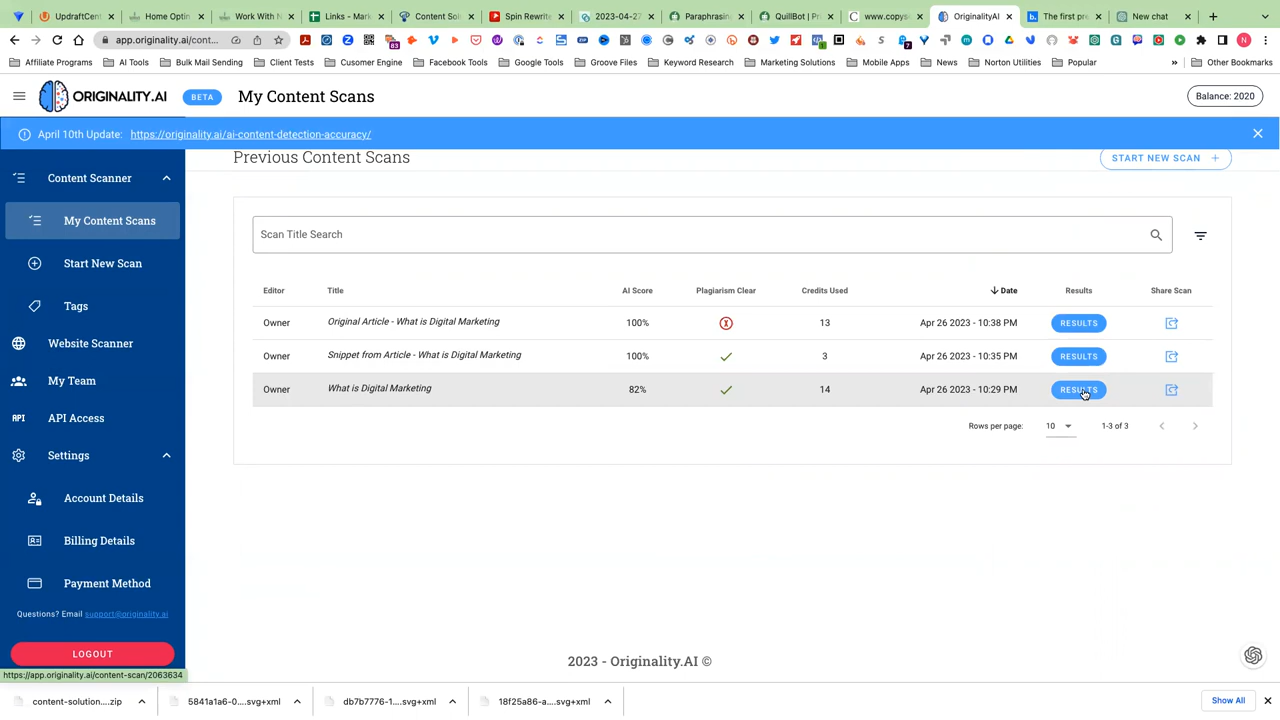 UpdraftCent
Home Optin
Work With N
Links - Mark
Content Sol
Spin Rewrite
2023-04-27
Paraphrasin
QuillBot | Pri
www.copys
OriginalityAI
The first pre
New chat
app.originality.ai/cont...
Affiliate Programs
AI Tools
Bulk Mail Sending
Client Tests
Cusomer Engine
Facebook Tools
Google Tools
Groove Files
Keyword Research
Marketing Solutions
Mobile Apps
News
Norton Utilities
Popular
Other Bookmarks
ORIGINALITY.AI
BETA
My Content Scans
Balance: 2020
April 10th Update: https://originality.ai/ai-content-detection-accuracy/
Content Scanner
My Content Scans
Start New Scan
Tags
Website Scanner
My Team
API API Access
Settings
Account Details
Billing Details
Payment Method
Questions? Email support@originality.ai
LOGOUT
https://app.originality.ai/content-scan/2063634
Previous Content Scans
START NEW SCAN +
Scan Title Search
Editor Title AI Score Plagiarism Clear Credits Used Date Results Share Scan
Owner Original Article - What is Digital Marketing 100% 13 Apr 26 2023 - 10:38 PM RESULTS
Owner Snippet from Article - What is Digital Marketing 100% 3 Apr 26 2023 - 10:35 PM RESULTS
Owner What is Digital Marketing 82% 14 Apr 26 2023 - 10:29 PM RESULTS
Rows per page: 10 1-3 of 3
2023 - Originality.AI ©
content-solution....zip
5841a1a6-0....svg+xml
db7b7776-1....svg+xml
18f25a86-a....svg+xml
Show All